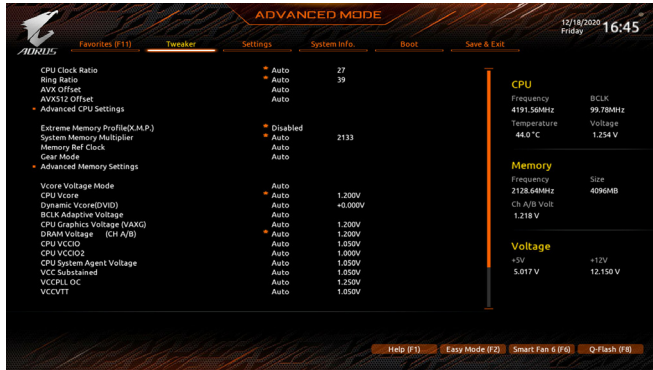 ADVANCED MODE
12/18/2020 Friday 16:45
AORUS
Favorites (F11) Tweaker Settings System Info. Boot Save & Exit
CPU Clock Ratio * Auto 27
Ring Ratio * Auto 39
AVX Offset Auto
AVX512 Offset Auto
Advanced CPU Settings
Extreme Memory Profile(X.M.P.) * Disabled
System Memory Multiplier * Auto 2133
Memory Ref Clock Auto
Gear Mode Auto
Advanced Memory Settings
Vcore Voltage Mode Auto
CPU Vcore * Auto 1.200V
Dynamic Vcore(DVID) Auto +0.000V
BCLK Adaptive Voltage Auto
CPU Graphics Voltage (VAXG) Auto 1.200V
DRAM Voltage (CH A/B) * Auto 1.200V
CPU VCCIO Auto 1.050V
CPU VCCIO2 Auto 1.000V
CPU System Agent Voltage Auto 1.050V
VCC Substained Auto 1.050V
VCCPLL OC Auto 1.250V
VCCVTT Auto 1.050V
CPU
Frequency BCLK
4191.56MHz 99.78MHz
Temperature Voltage
44.0 °C 1.254 V
Memory
Frequency Size
2128.64MHz 4096MB
Ch A/B Volt
1.218 V
Voltage
+5V +12V
5.017 V 12.150 V
Help (F1) Easy Mode (F2) Smart Fan 6 (F6) Q-Flash (F8)